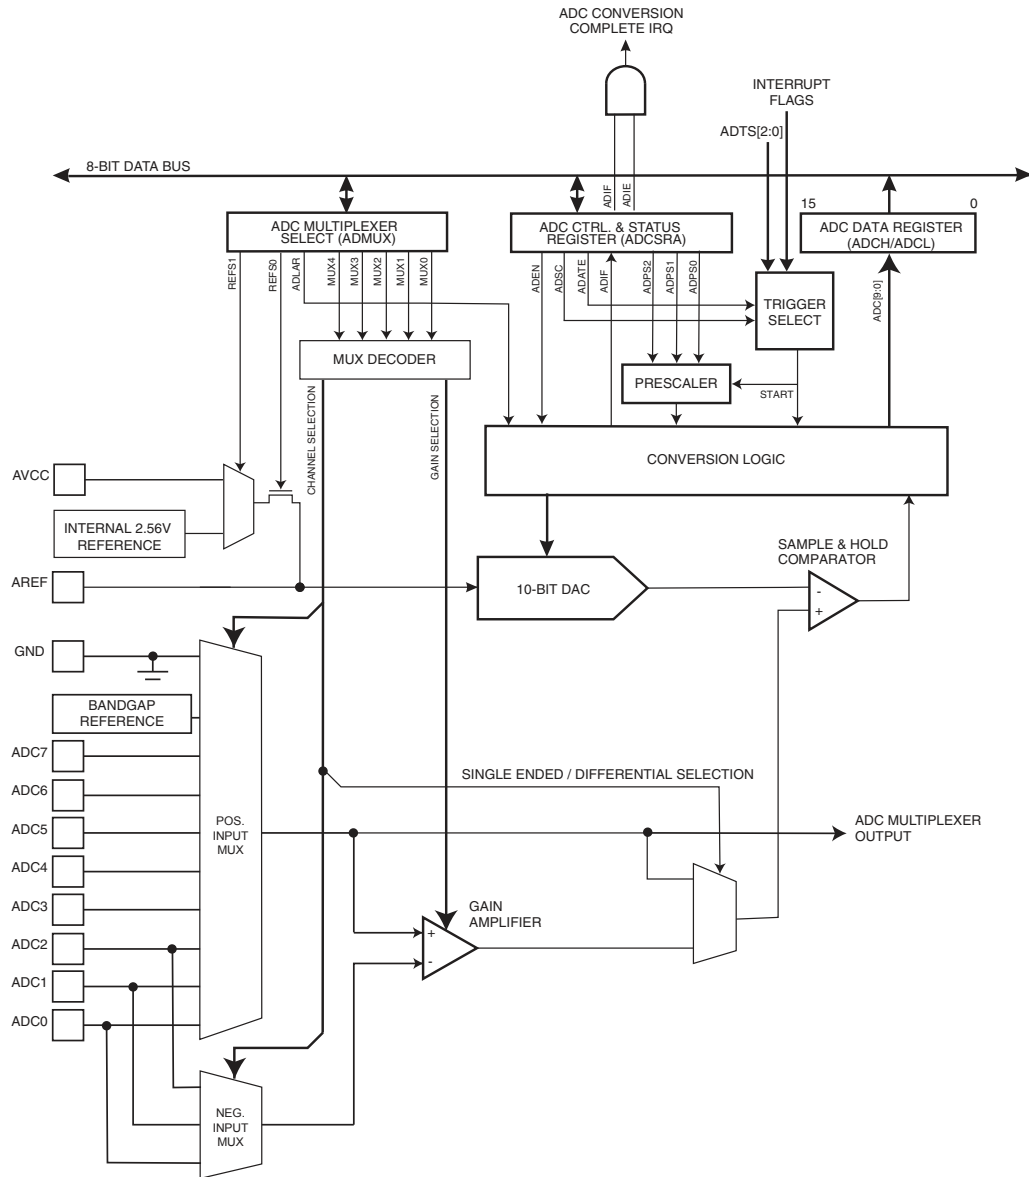 ADC CONVERSION
COMPLETE IRQ
INTERRUPT
FLAGS
ADTS[2:0]
8-BIT DATA BUS
ADIF
ADIE
15
0
ADC MULTIPLEXER
SELECT (ADMUX)
ADC CTRL. & STATUS
REGISTER (ADCSRA)
ADC DATA REGISTER
(ADCH/ADCL)
REFS1
REFS0
ADLAR
MUX4
MUX3
MUX2
MUX1
MUX0
ADEN
ADSC
ADATE
ADIF
ADPS2
ADPS1
ADPS0
ADC[9:0]
TRIGGER
SELECT
MUX DECODER
PRESCALER
START
CHANNEL SELECTION
GAIN SELECTION
CONVERSION LOGIC
AVCC
INTERNAL 2.56V
REFERENCE
SAMPLE & HOLD
COMPARATOR
AREF
10-BIT DAC
-
+
GND
BANDGAP
REFERENCE
ADC7
SINGLE ENDED / DIFFERENTIAL SELECTION
ADC6
ADC5
POS.
INPUT
MUX
ADC MULTIPLEXER
OUTPUT
ADC4
ADC3
GAIN
AMPLIFIER
+
-
ADC2
ADC1
ADC0
NEG.
INPUT
MUX